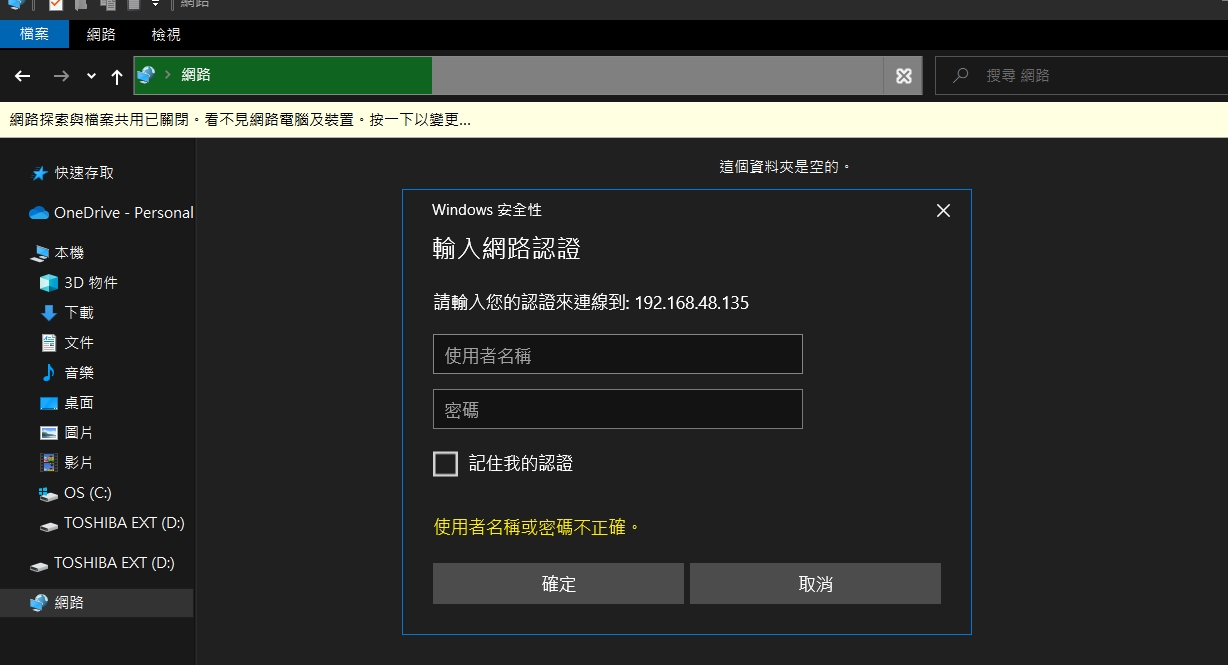 網路
檔案
網路
檢視
網路
搜尋 網路
網路探索與檔案共用已關閉。看不見網路電腦及裝置。按一下以變更...
快速存取
OneDrive - Personal
本機
3D 物件
下載
文件
音樂
桌面
圖片
影片
OS (C:)
TOSHIBA EXT (D:)
TOSHIBA EXT (D:)
網路
這個資料夾是空的。
Windows 安全性
輸入網路認證
請輸入您的認證來連線到: 192.168.48.135
使用者名稱
密碼
記住我的認證
使用者名稱或密碼不正確。
確定
取消